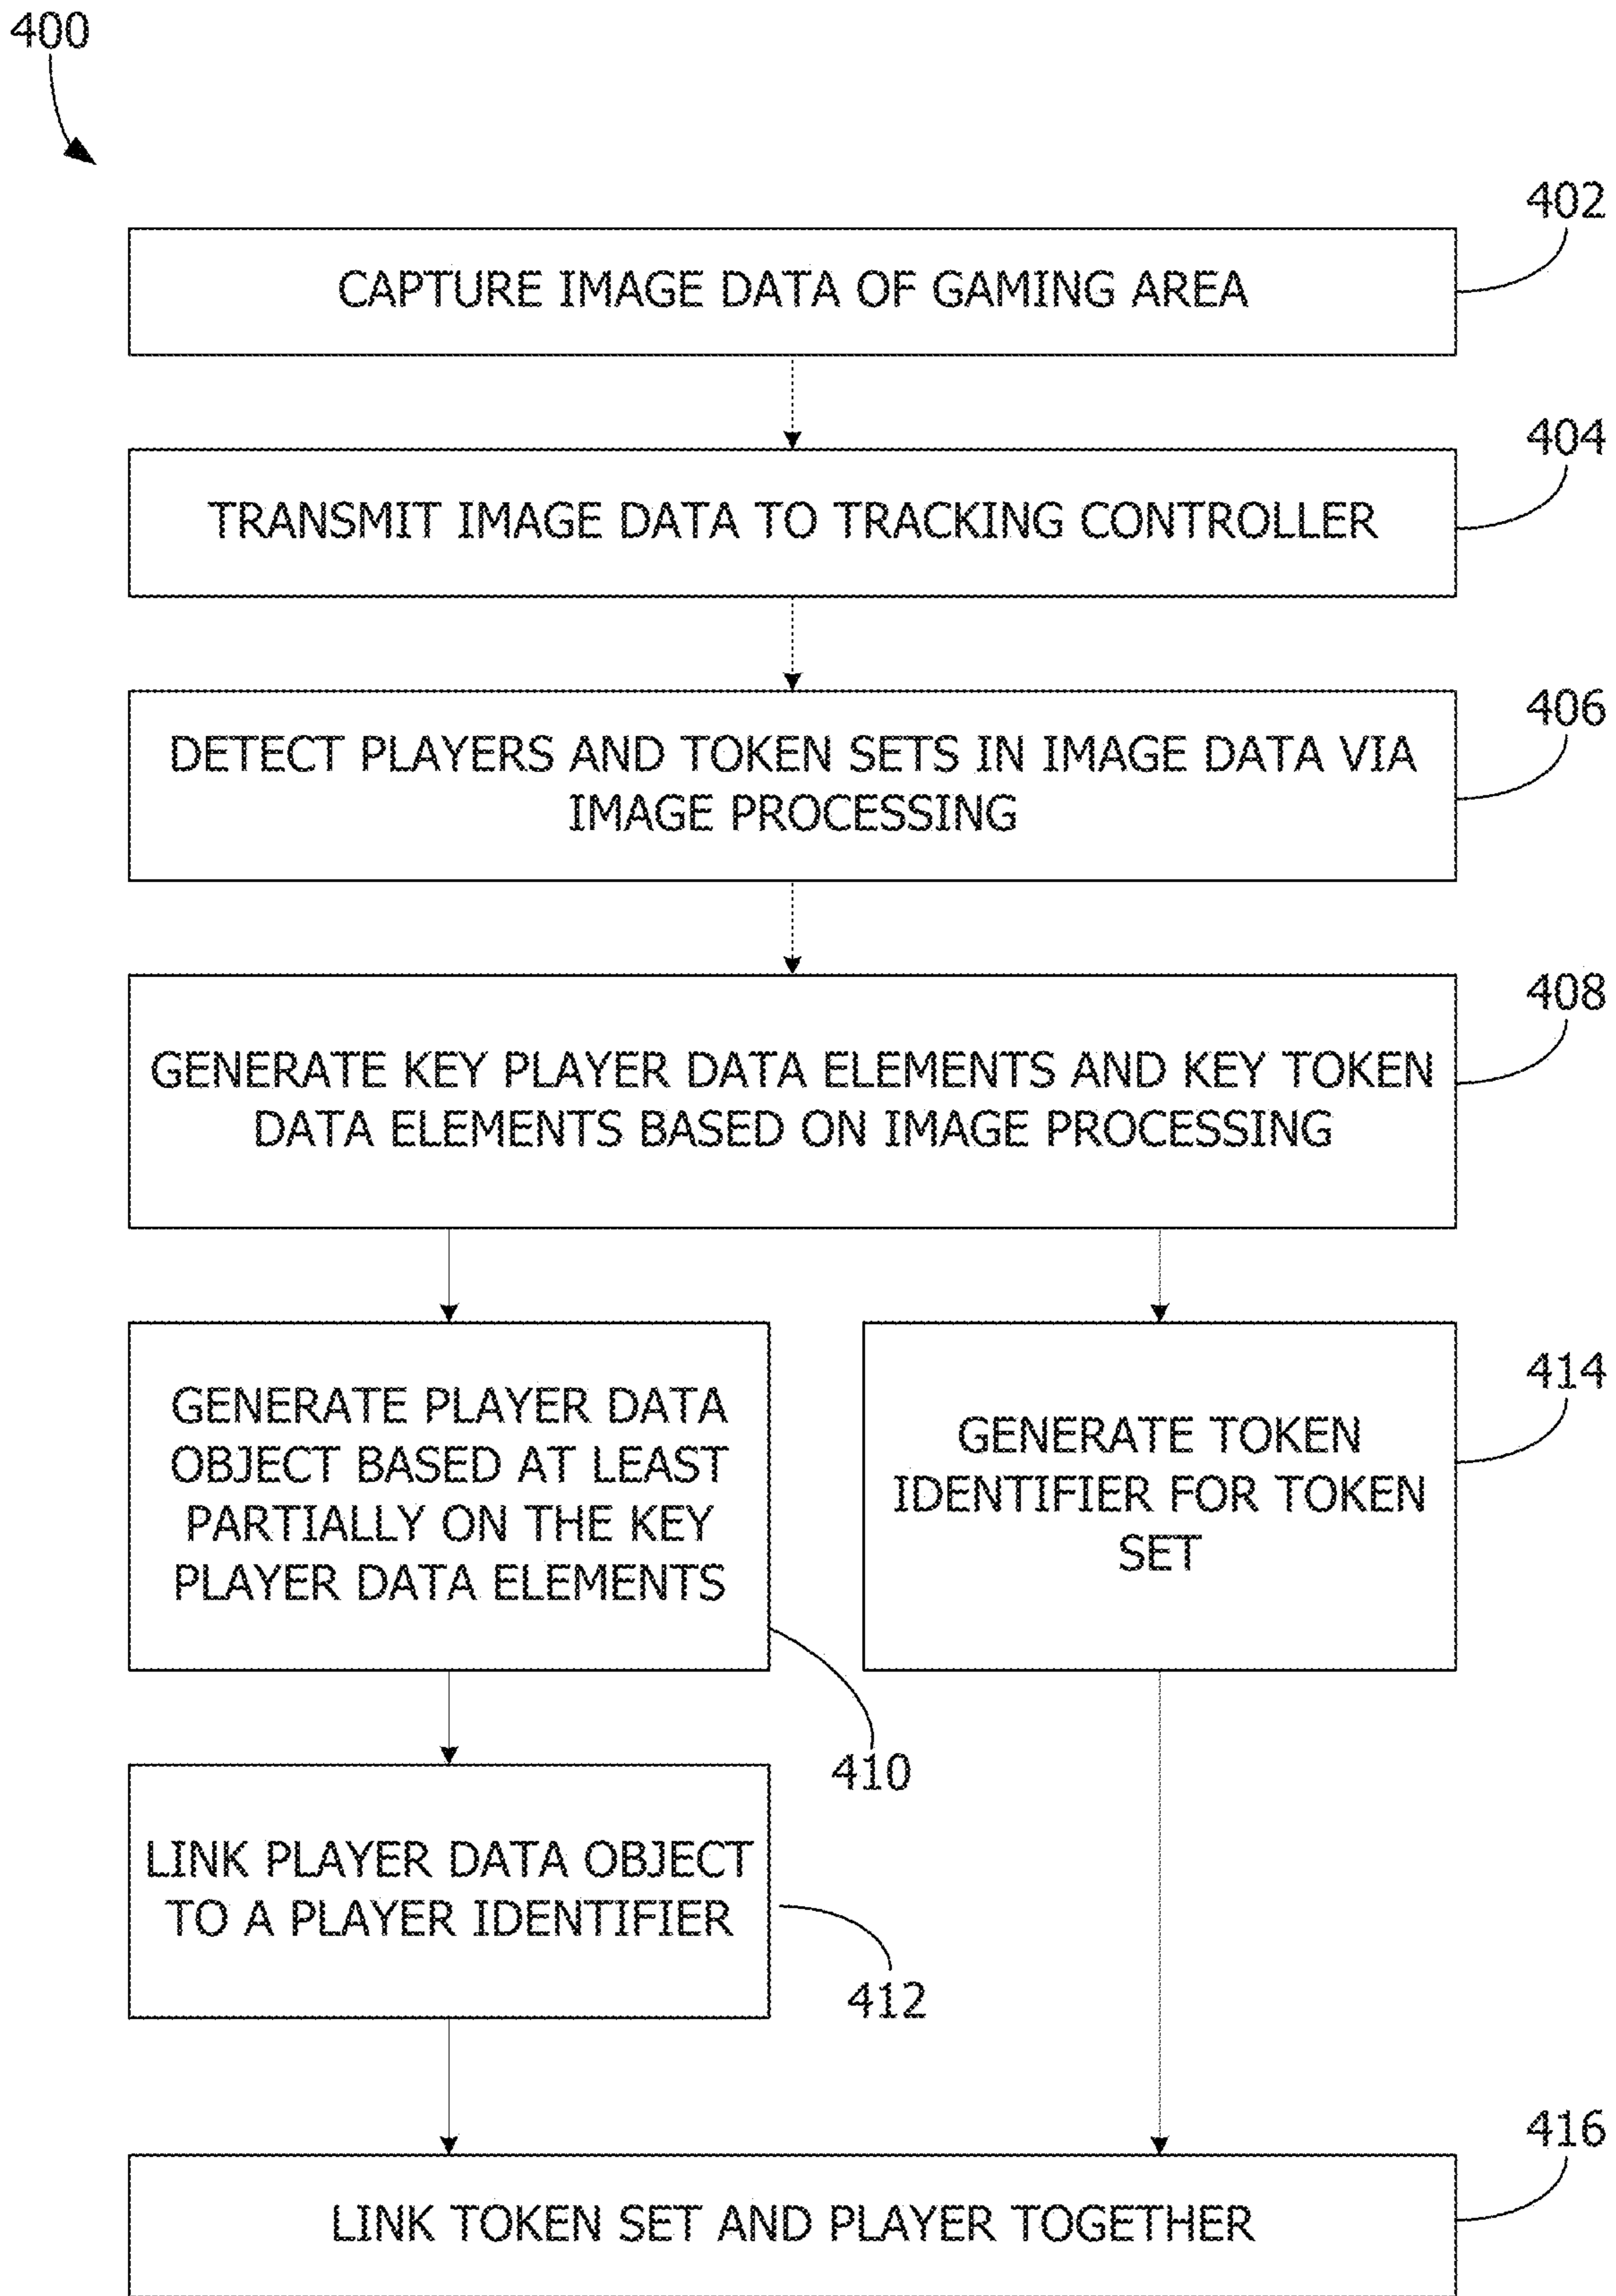 400
402
CAPTURE IMAGE DATA OF GAMING AREA
404
TRANSMIT IMAGE DATA TO TRACKING CONTROLLER
406
DETECT PLAYERS AND TOKEN SETS IN IMAGE DATA VIA
IMAGE PROCESSING
408
GENERATE KEY PLAYER DATA ELEMENTS AND KEY TOKEN
DATA ELEMENTS BASED ON IMAGE PROCESSING
GENERATE PLAYER DATA
OBJECT BASED AT LEAST
PARTIALLY ON THE KEY
PLAYER DATA ELEMENTS
410
414
GENERATE TOKEN
IDENTIFIER FOR TOKEN
SET
LINK PLAYER DATA OBJECT
TO A PLAYER IDENTIFIER
412
416
LINK TOKEN SET AND PLAYER TOGETHER